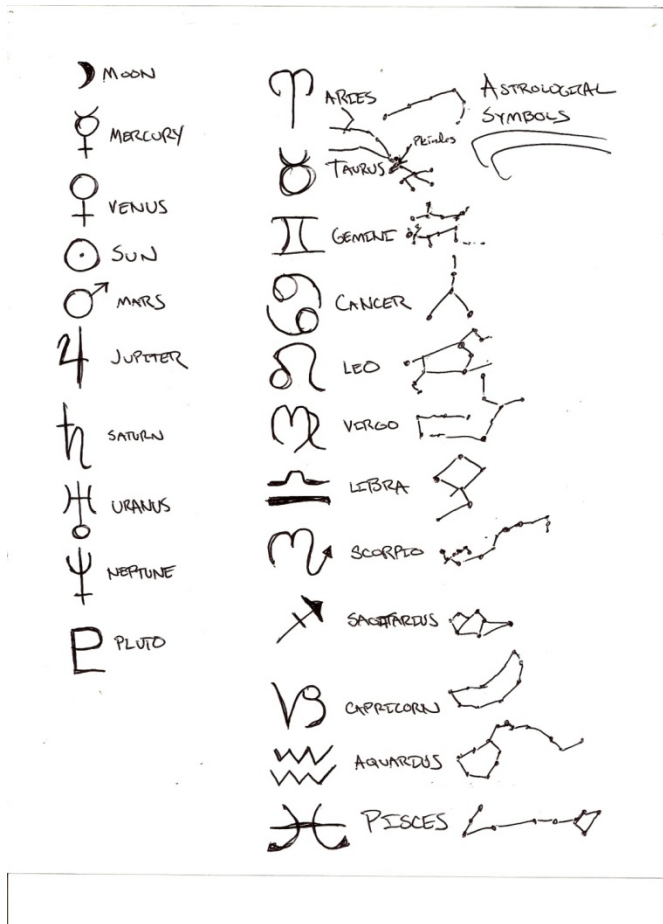 MOON
MERCURY
VENUS
SUN
MARS
JUPITER
SATURN
URANUS
NEPTUNE
PLUTO
ASTROLOGICAL
SYMBOLS
ARIES
Pleiades
TAURUS
GEMINI
CANCER
LEO
VIRGO
LIBRA
SCORPIO
SAGITTARIUS
CAPRICORN
AQUARIUS
PISCES